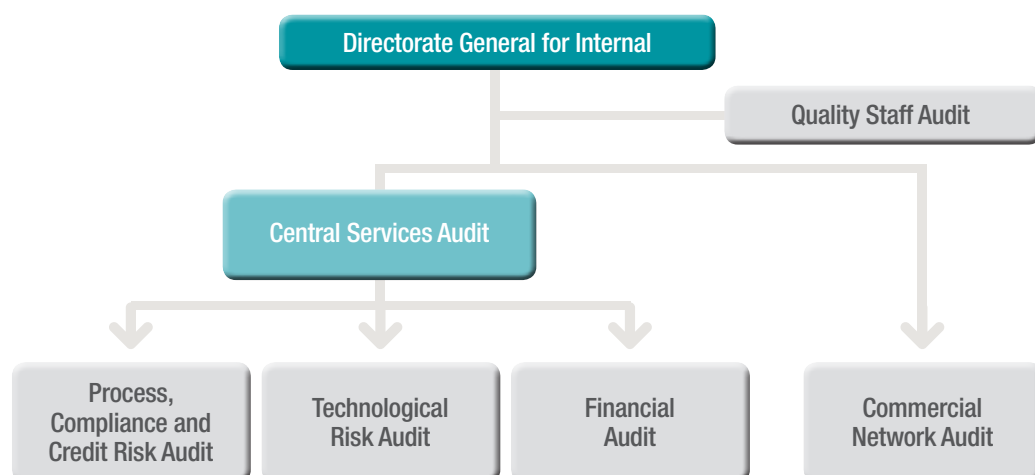 Directorate General for Internal
Quality Staff Audit
Central Services Audit
Process,
Compliance and
Credit Risk Audit
Technological
Risk Audit
Financial
Audit
Commercial
Network Audit